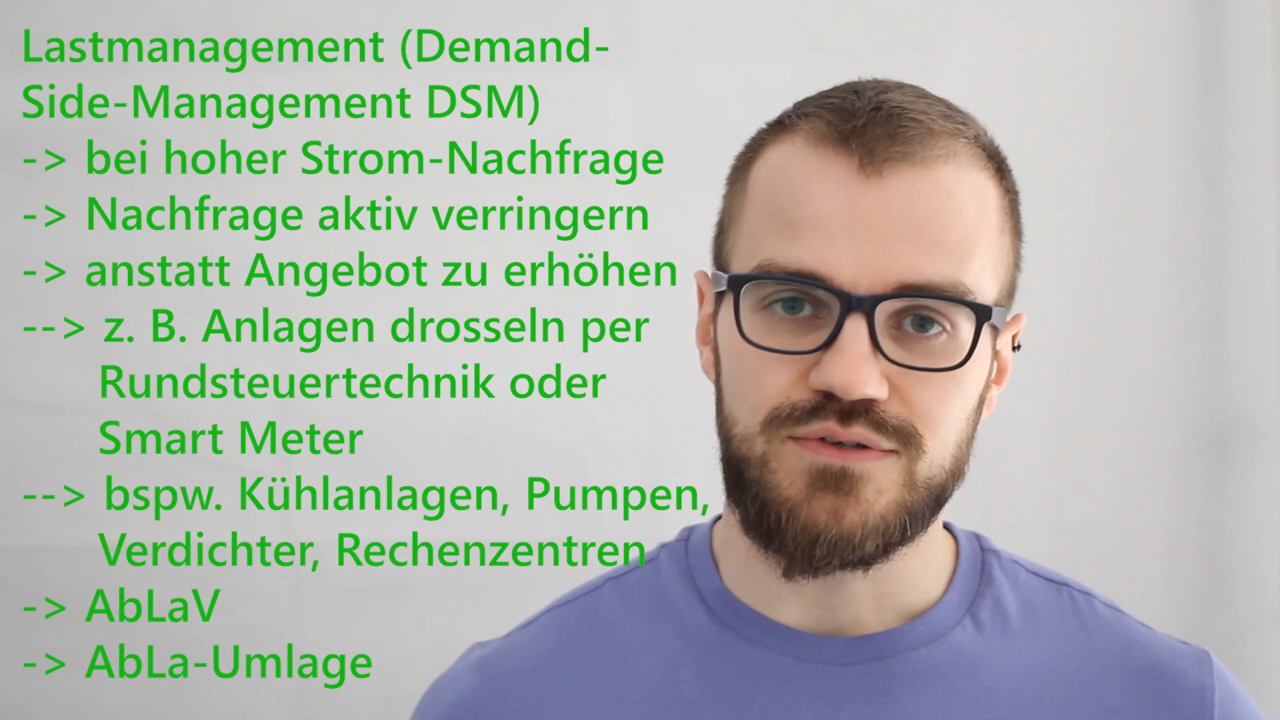 Lastmanagement (Demand-
Side-Management DSM)
-> bei hoher Strom-Nachfrage
-> Nachfrage aktiv verringern
-> anstatt Angebot zu erhöhen
--> z. B. Anlagen drosseln per
Rundsteuertechnik oder
Smart Meter
--> bspw. Kühlanlagen, Pumpen,
Verdichter, Rechenzentren
-> AbLaV
-> AbLa-Umlage